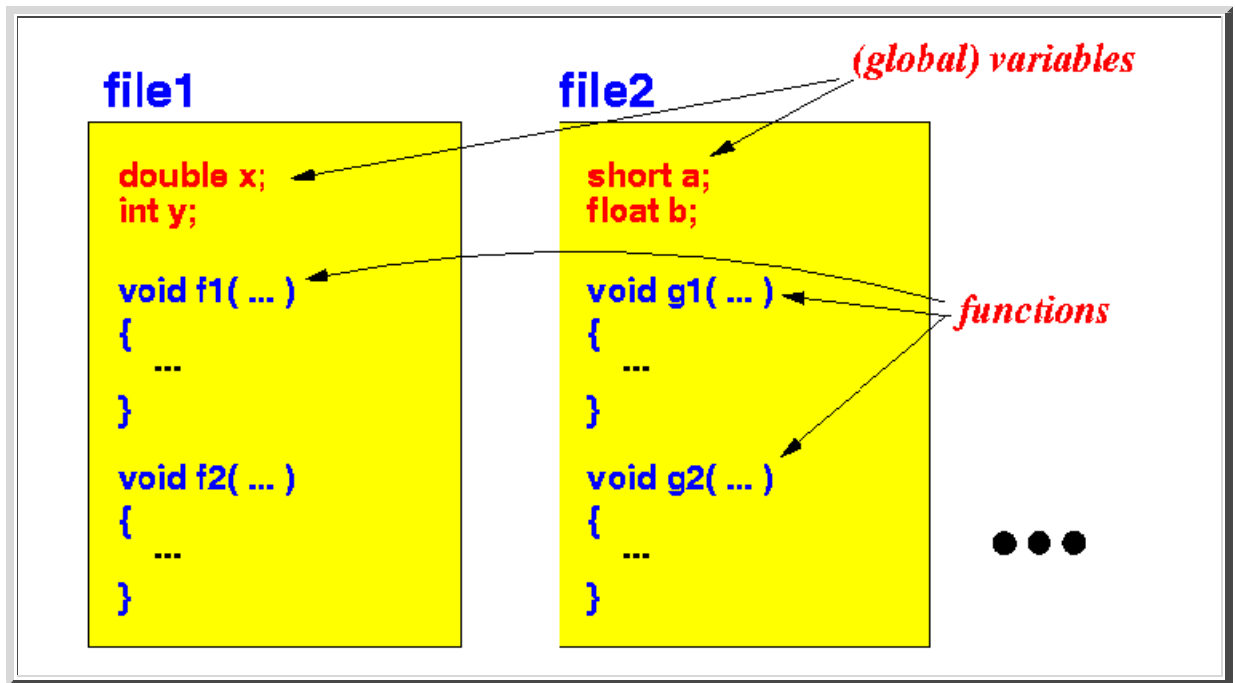 (global) variables
file1
double x;
int y;
void f1( ... )
{
...
}
void f2( ... )
{
...
}
file2
short a;
float b;
void g1( ... )
{
...
}
void g2( ... )
{
...
}
functions